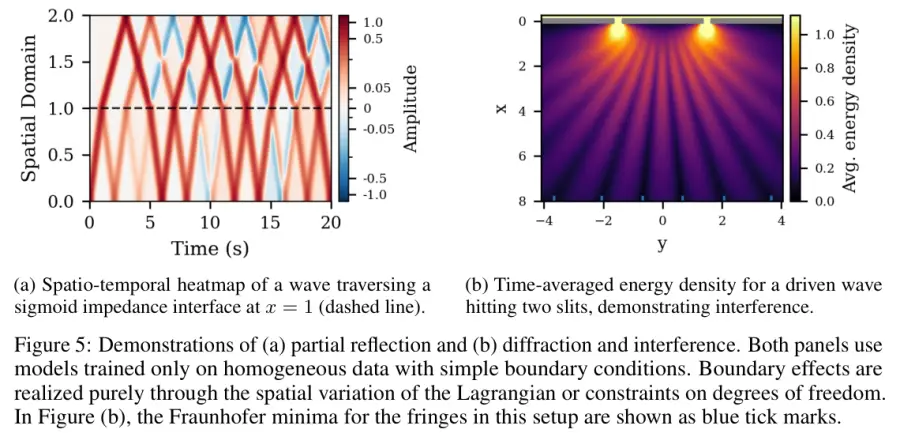 2.0
1.5
1.0
0.5
0.0
Spatial Domain
0
5
10
15
20
Time (s)
1.0
0.5
0.05
0
-0.05
-0.5
-1.0
Amplitude
0
2
4
6
8
x
−4
−2
0
2
4
y
1.0
0.8
0.6
0.4
0.2
0.0
Avg. energy density
(a) Spatio-temporal heatmap of a wave traversing a
sigmoid impedance interface at x = 1 (dashed line).
(b) Time-averaged energy density for a driven wave
hitting two slits, demonstrating interference.
Figure 5: Demonstrations of (a) partial reflection and (b) diffraction and interference. Both panels use
models trained only on homogeneous data with simple boundary conditions. Boundary effects are
realized purely through the spatial variation of the Lagrangian or constraints on degrees of freedom.
In Figure (b), the Fraunhofer minima for the fringes in this setup are shown as blue tick marks.